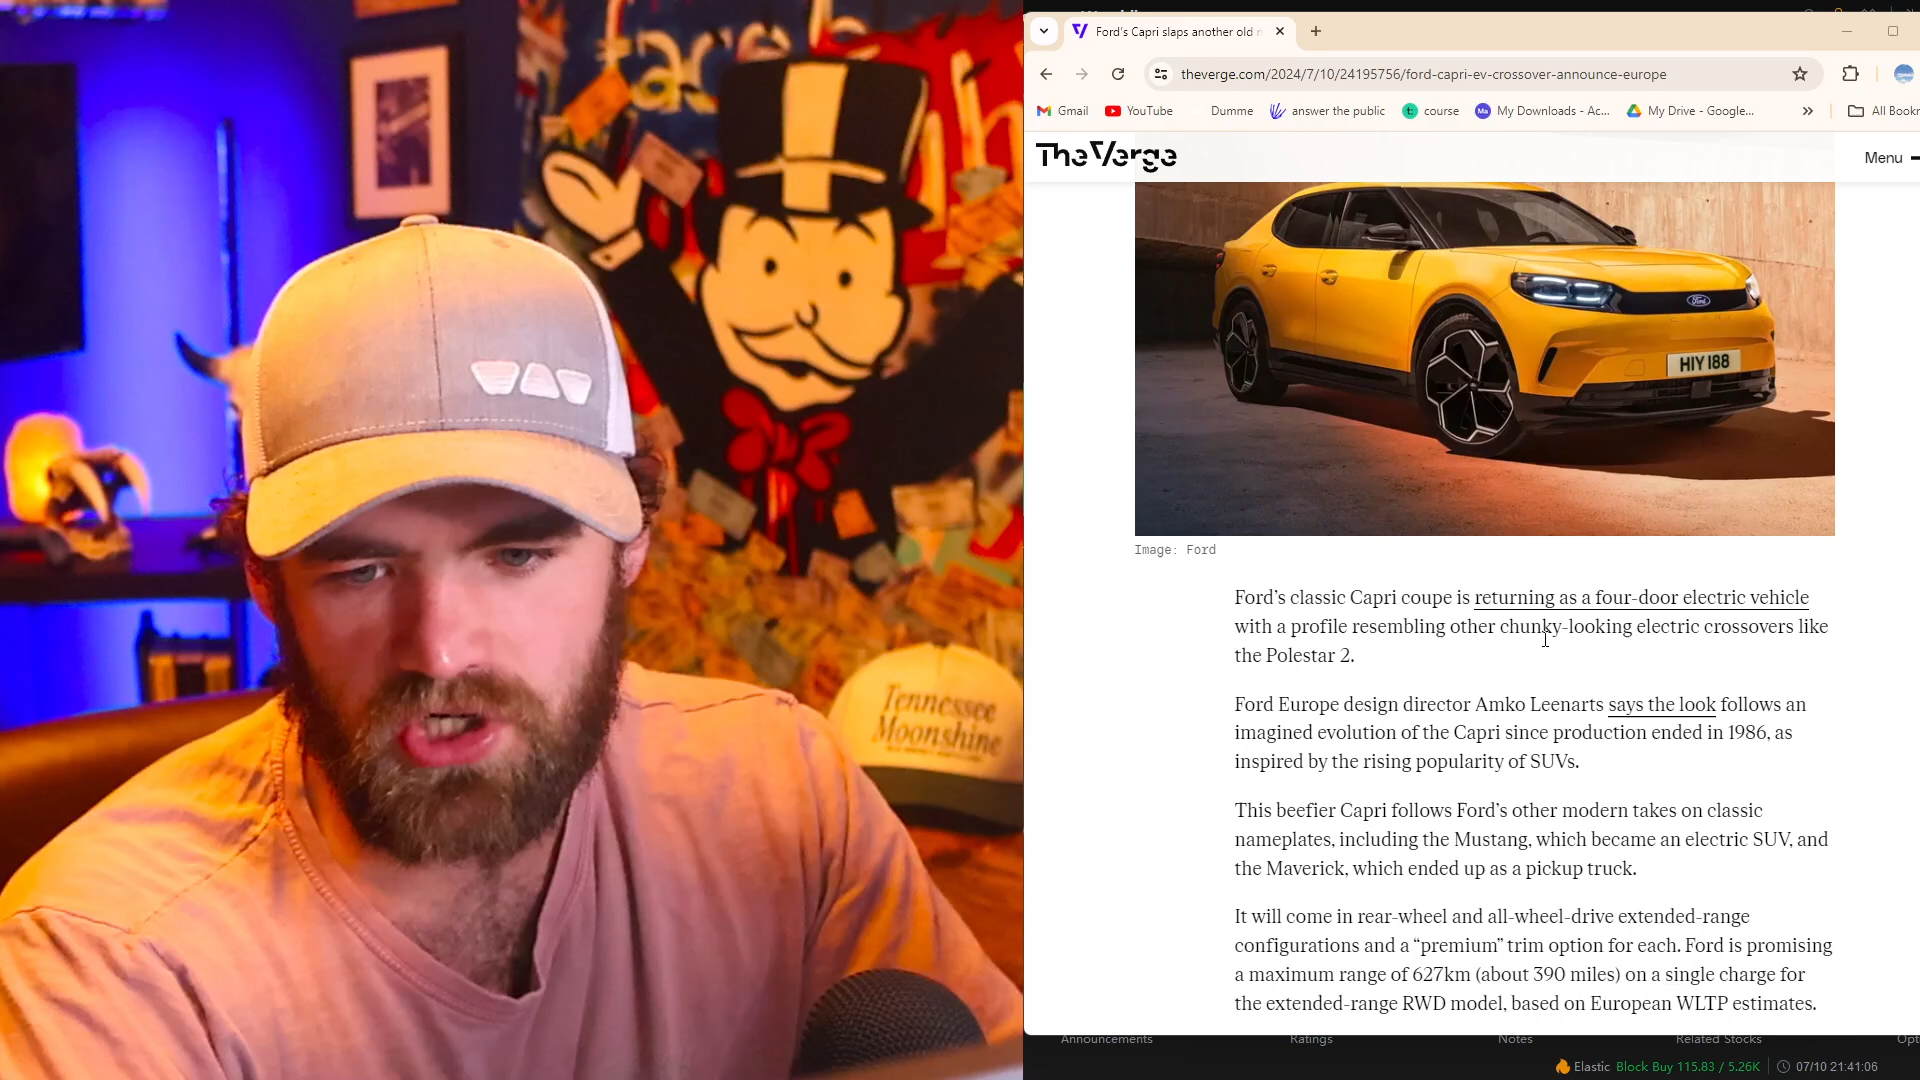 Ford's Capri slaps another old n
theverge.com/2024/7/10/24195756/ford-capri-ev-crossover-announce-europe
Gmail
YouTube
Dumme
answer the public
course
My Downloads - Ac...
My Drive - Google...
All Bookr
The Verge
Menu
Ford
HIY 188
Image: Ford
Ford’s classic Capri coupe is returning as a four-door electric vehicle
with a profile resembling other chunky-looking electric crossovers like
the Polestar 2.
Ford Europe design director Amko Leenarts says the look follows an
imagined evolution of the Capri since production ended in 1986, as
inspired by the rising popularity of SUVs.
This beefier Capri follows Ford’s other modern takes on classic
nameplates, including the Mustang, which became an electric SUV, and
the Maverick, which ended up as a pickup truck.
It will come in rear-wheel and all-wheel-drive extended-range
configurations and a “premium” trim option for each. Ford is promising
a maximum range of 627km (about 390 miles) on a single charge for
the extended-range RWD model, based on European WLTP estimates.
Announcements
Ratings
Notes
Related Stocks
Opt
Elastic Block Buy 115.83 / 5.26K
07/10 21:41:06
Tennessee
Moonshine